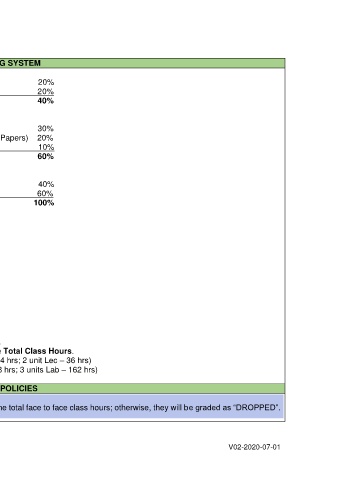 G SYSTEM
20%
20%
40%
30%
Papers) 20%
10%
60%
40%
60%
100%
Total Class Hours.
4 hrs; 2 unit Lec – 36 hrs)
hrs; 3 units Lab – 162 hrs)
POLICIES
he total face to face class hours; otherwise, they will be graded as “DROPPED”.
V02-2020-07-01